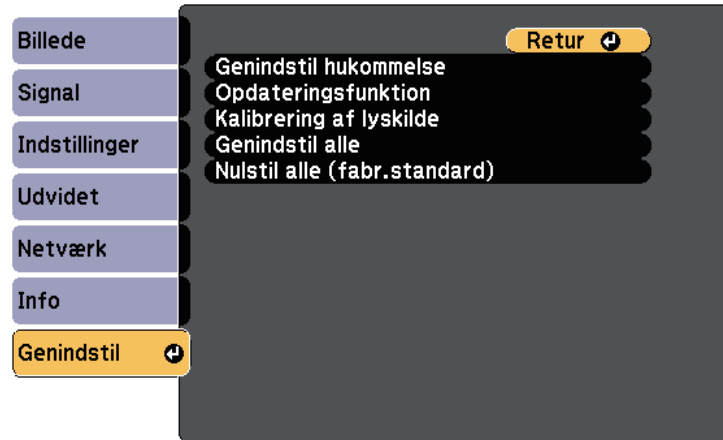 Billede
Signal
Indstillinger
Udvidet
Netværk
Info
Genindstil
Retur
Genindstil hukommelse
Opdateringsfunktion
Kalibrering af lyskilde
Genindstil alle
Nulstil alle (fabr.standard)